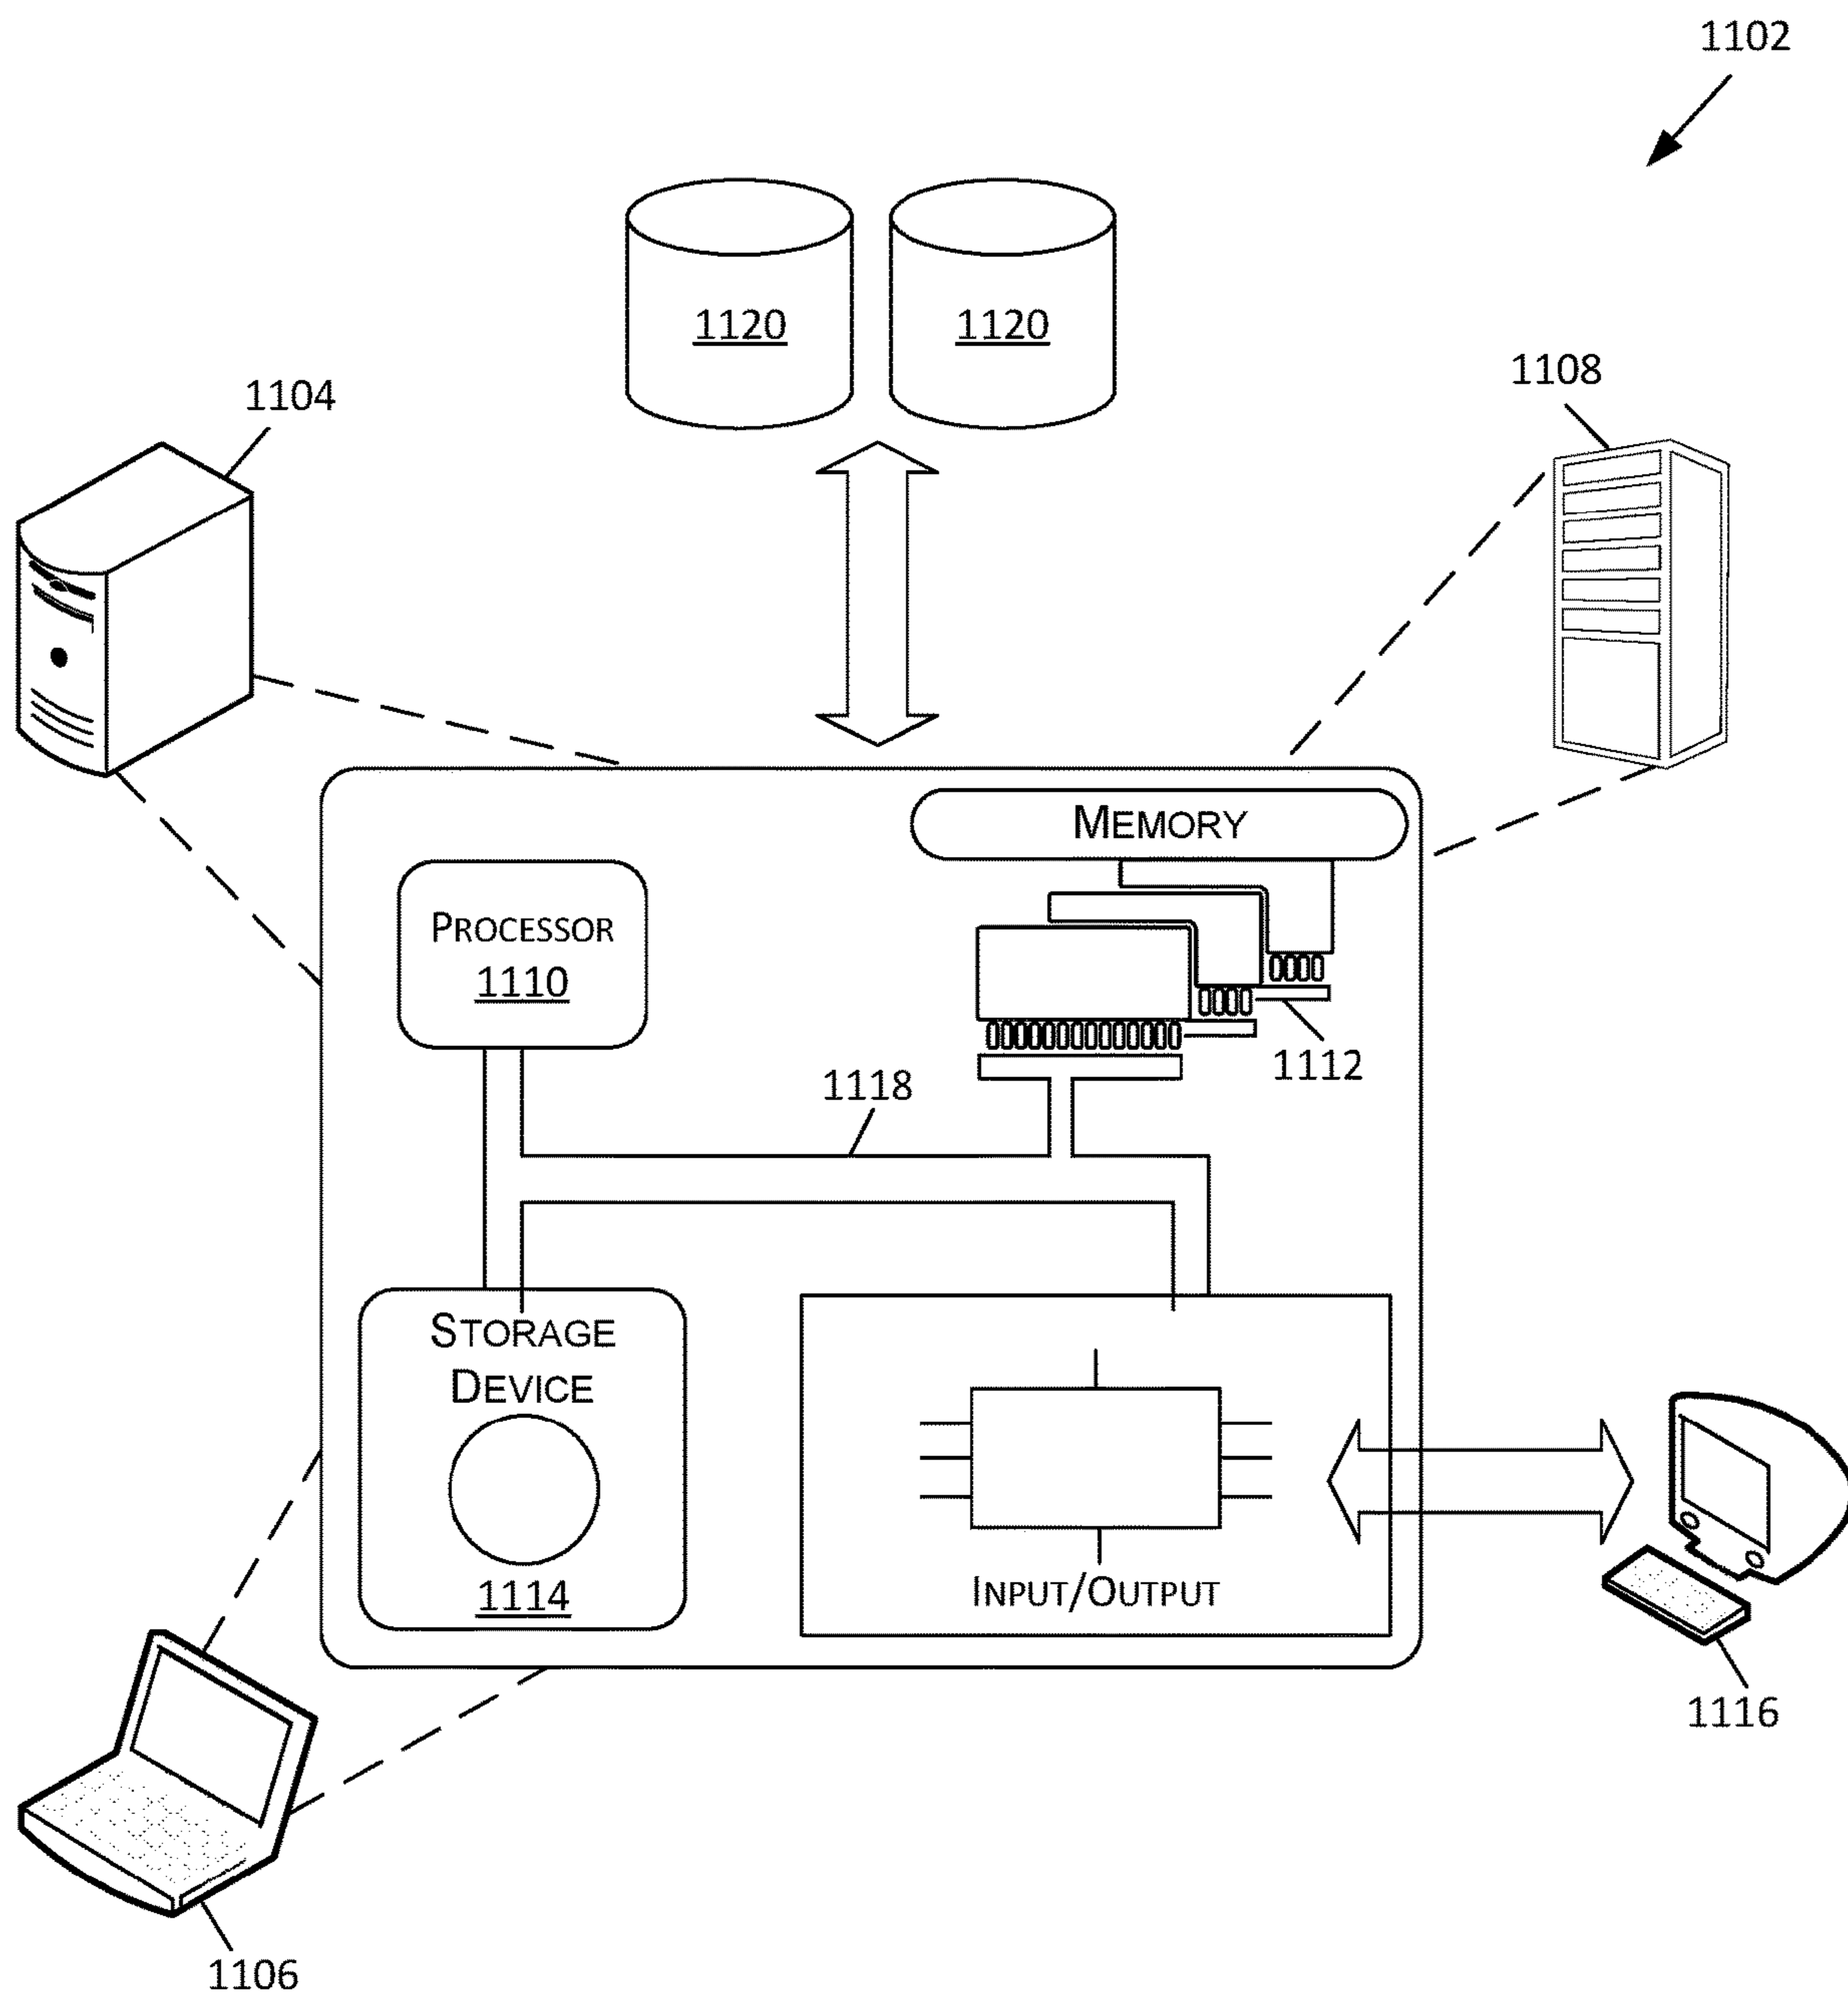 1102
1120
1120
1108
1104
MEMORY
PROCESSOR
1110
1112
1118
STORAGE
DEVICE
1114
INPUT/OUTPUT
1116
1106